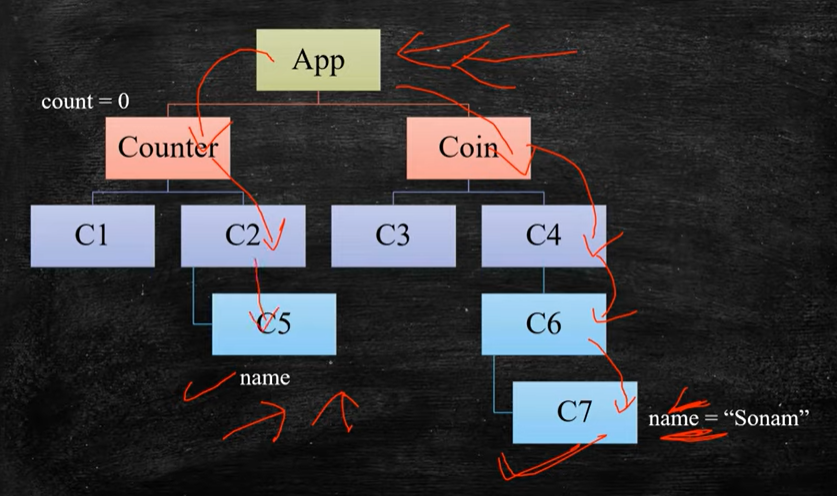 App
count = 0
Counter
Coin
C1
C2
C3
C4
C5
C6
name
C7
name = “Sonam”